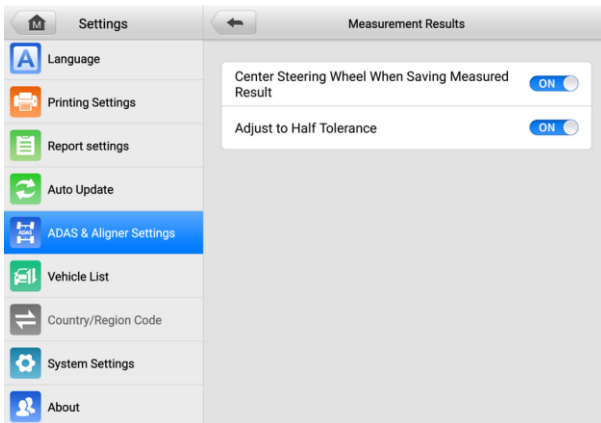 Settings
Measurement Results
M
A
Language
Printing Settings
Report settings
Auto Update
ADAS
ADAS & Aligner Settings
Vehicle List
Country/Region Code
System Settings
About
Center Steering Wheel When Saving Measured
Result
ON
Adjust to Half Tolerance
ON